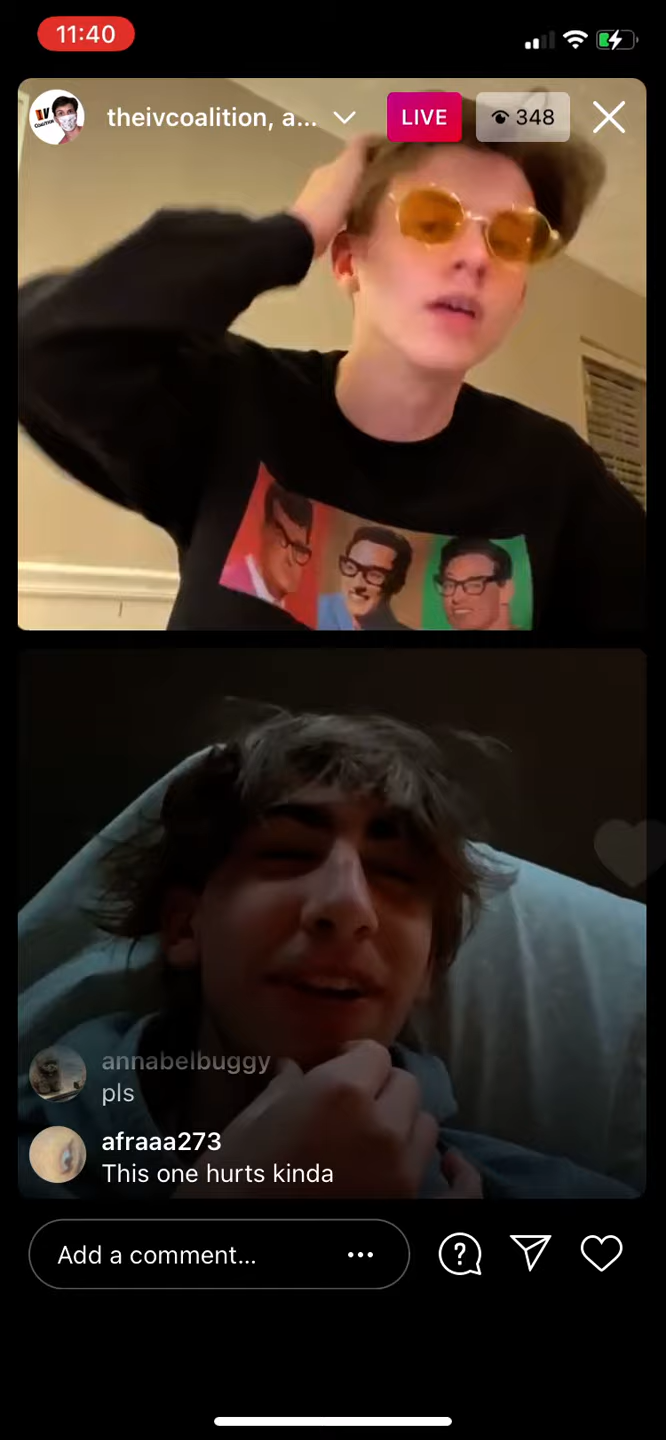 11:40
theivcoalition, a...
LIVE
348
annabelbuggy
pls
afraaa273
This one hurts kinda
Add a comment...